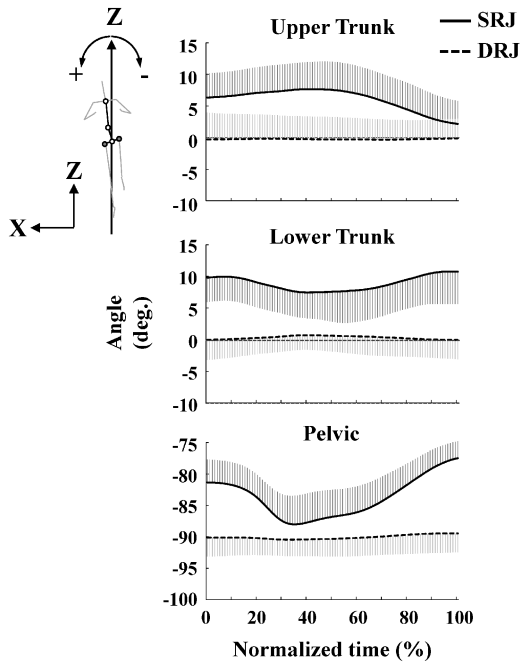 Z
+
-
Z
X
SRJ
DRJ
Upper Trunk
15
10
5
0
-5
-10
Lower Trunk
15
10
5
0
-5
-10
Angle
(deg.)
Pelvic
-75
-80
-85
-90
-95
-100
0 20 40 60 80 100
Normalized time (%)